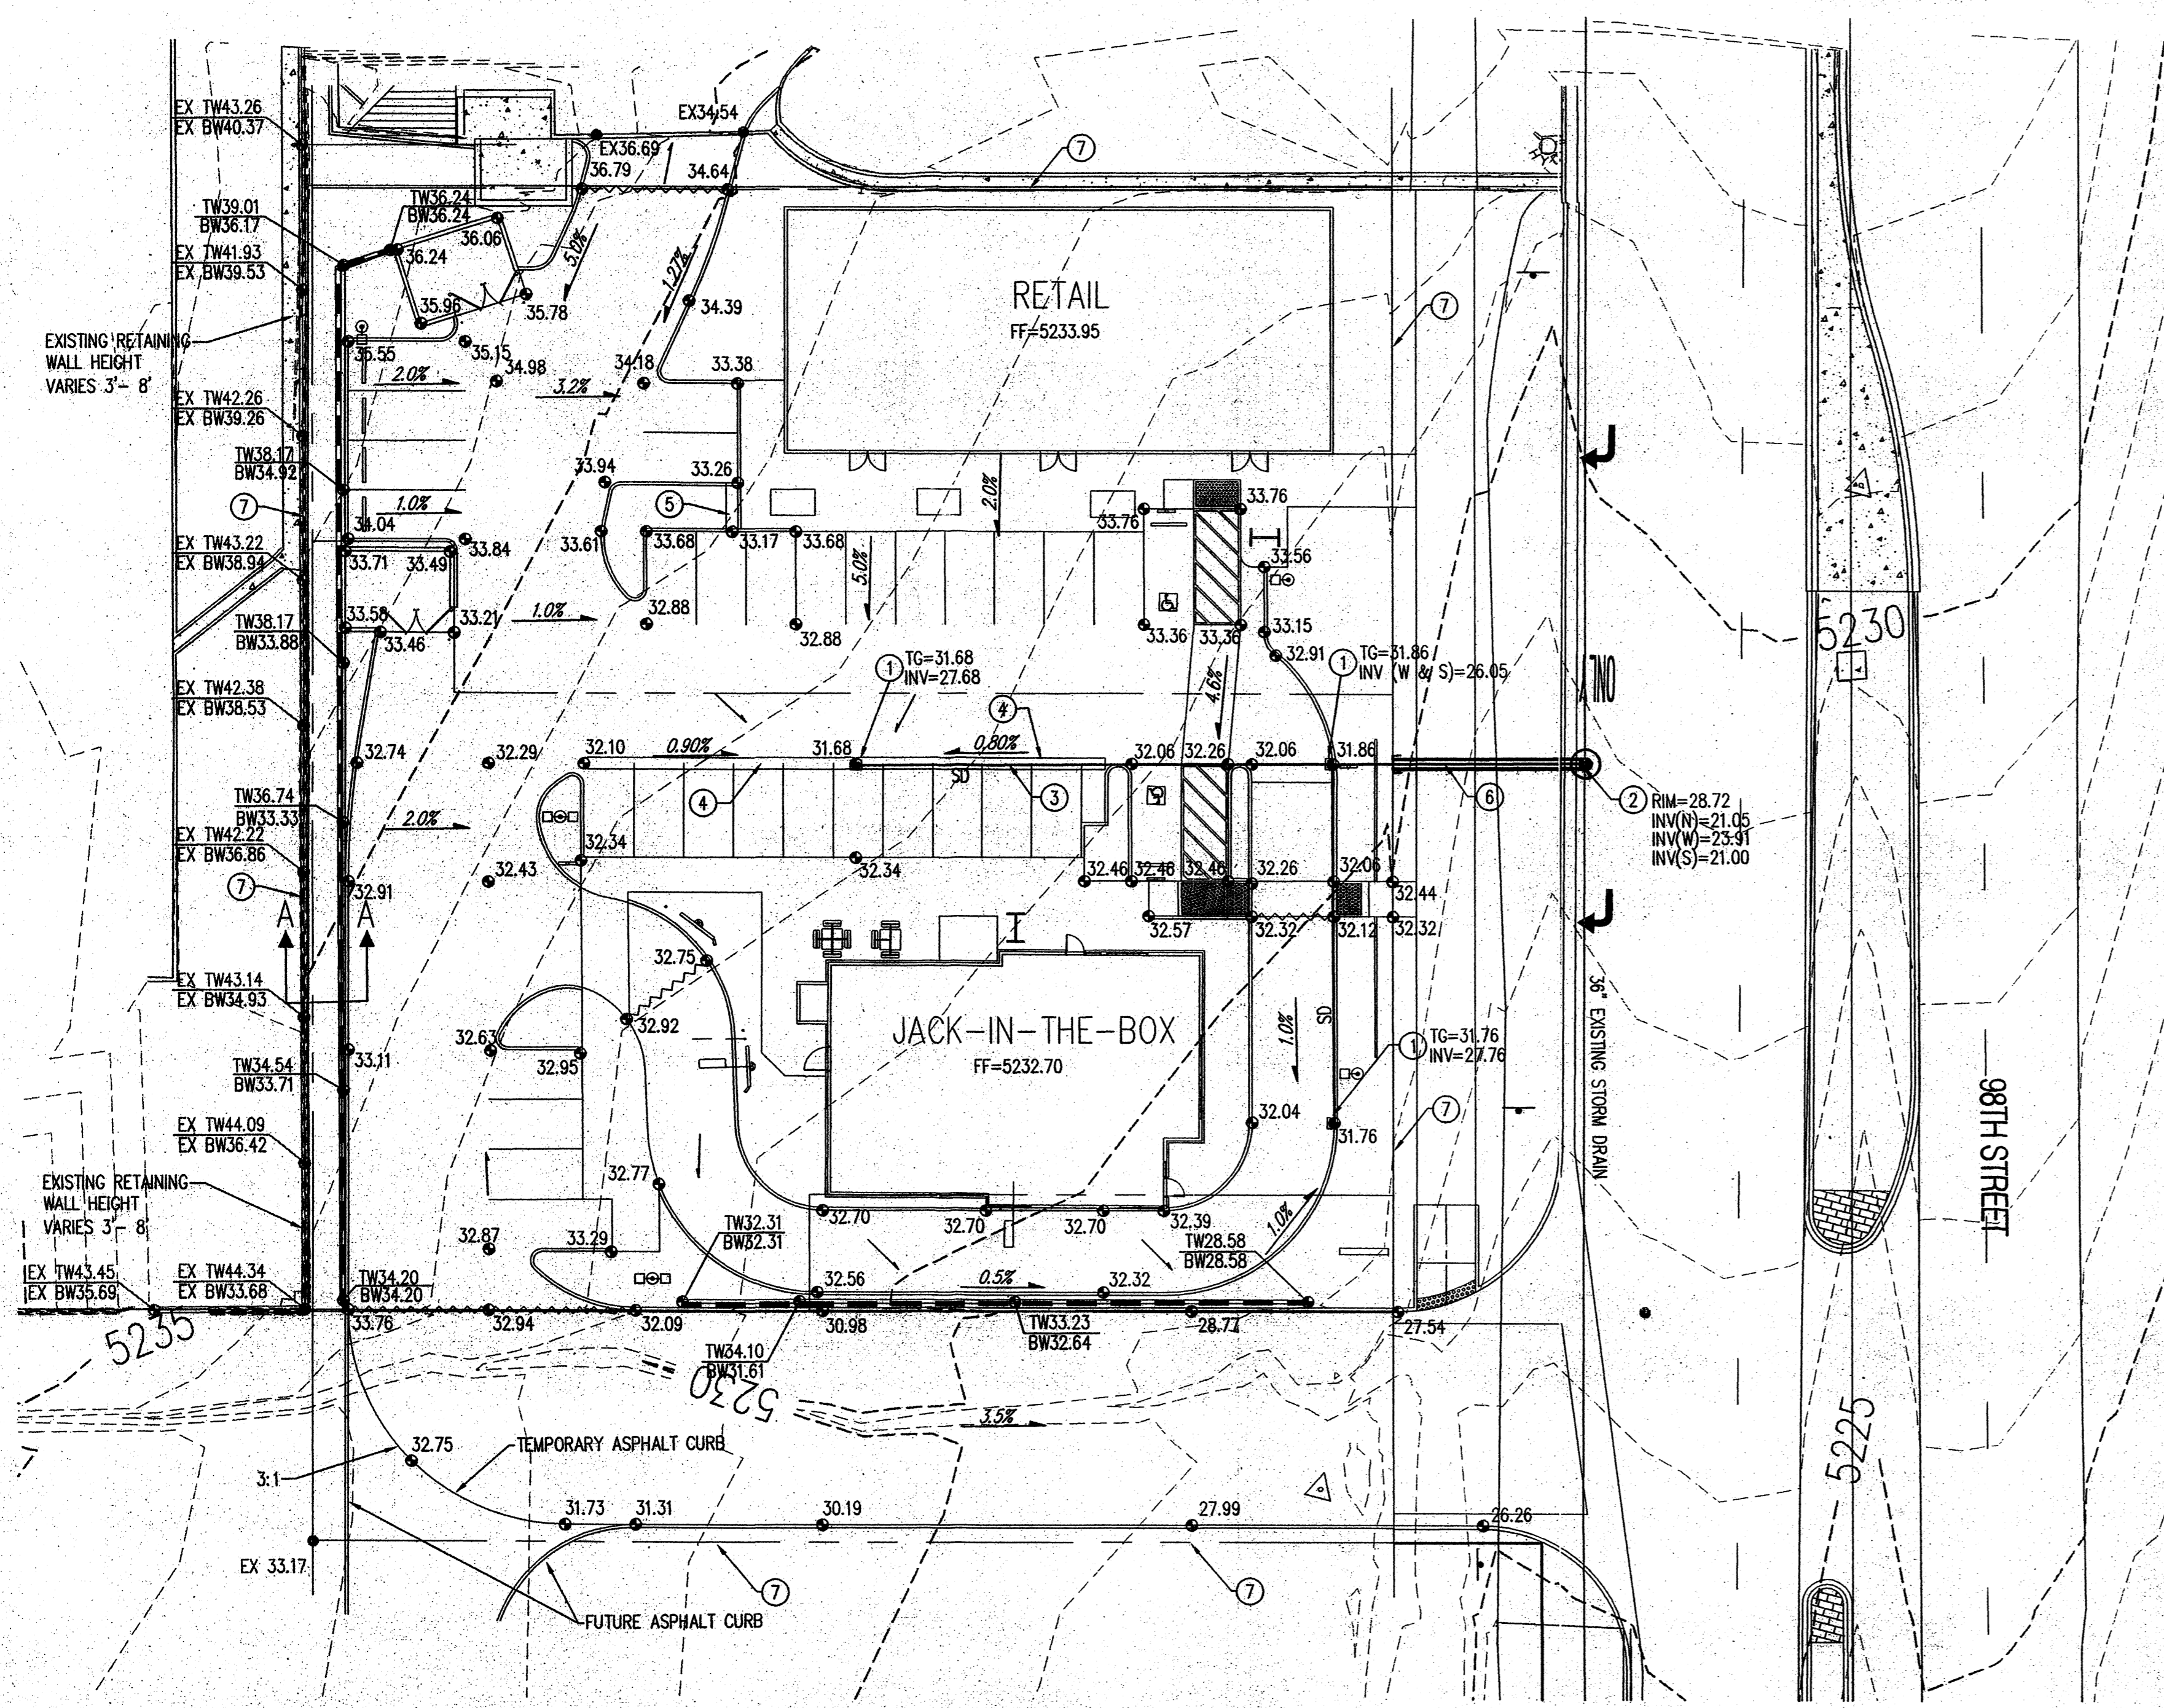 EX TW43.26
EX BW40.37
EX34.54
EX36.69
36.79
34.64
7
TW39.01
BW36.17
TW36.24
BW36.24
36.06
36.24
5.0%
1.27%
EX TW41.93
EX BW39.53
35.96
35.78
34.39
RETAIL
FF=5233.95
7
EXISTING RETAINING
WALL HEIGHT
VARIES 3'- 8'
35.55
35.15
34.98
34.18
33.38
2.0%
3.2%
EX TW42.26
EX BW39.26
TW38.17
BW34.92
33.94
33.26
2.0%
7
1.0%
5
33.76
33.76
34.04
33.84
33.61
33.68
33.17
33.68
5.0%
EX TW43.22
EX BW38.94
33.71
33.49
33.56
TW38.17
BW33.88
33.58
33.46
33.21
1.0%
32.88
32.88
33.36
33.36
33.15
32.91
5230
1
TG=31.68
INV=27.68
1
TG=31.86
INV (W & S)=26.05
4.6%
ONLY
EX TW42.38
EX BW38.53
4
32.74
32.29
32.10
0.90%
31.68
0.80%
32.06
32.26
32.06
31.86
SD
TW36.74
BW33.33
2.0%
4
3
6
2
RIM=28.72
INV(N)=21.05
INV(W)=23.91
INV(S)=21.00
EX TW42.22
EX BW36.86
7
32.91
32.43
32.34
32.34
32.46
32.46
32.46
32.26
32.06
32.44
A
A
32.57
32.32
32.12
32.32
32.75
EX TW43.14
EX BW34.93
32.92
JACK-IN-THE-BOX
FF=5232.70
36" EXISTING STORM DRAIN
SD
1.0%
1
TG=31.76
INV=27.76
32.63
33.11
32.95
TW34.54
BW33.71
32.04
31.76
7
98TH STREET
EX TW44.09
EX BW36.42
EXISTING RETAINING
WALL HEIGHT
VARIES 3'- 8'
32.77
32.70
32.70
32.70
32.39
1.0%
32.87
33.29
TW32.31
BW32.31
TW28.58
BW28.58
EX TW43.45
EX BW35.69
EX TW44.34
EX BW33.68
TW34.20
BW34.20
32.56
0.5%
32.32
33.76
32.94
32.09
30.98
28.77
27.54
5235
TW34.10
BW31.61
TW33.23
BW32.64
5230
3.5%
5225
32.75
TEMPORARY ASPHALT CURB
3:1
31.73
31.31
30.19
27.99
26.26
EX 33.17
7
7
FUTURE ASPHALT CURB